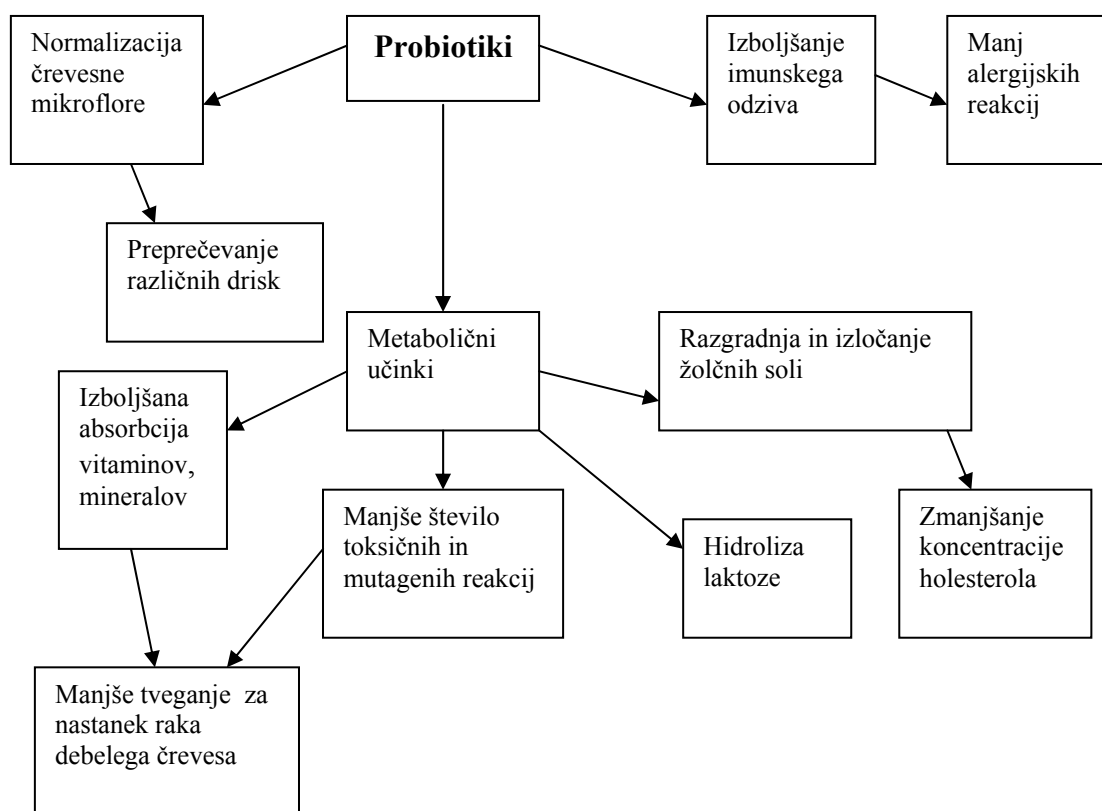 Normalizacija
črevesne
mikroflore
Probiotiki
Izboljšanje
imunskega
odziva
Manj
alergijskih
reakcij
Preprečevanje
različnih drisk
Metabolični
učinki
Razgradnja in izločanje
žolčnih soli
Izboljšana
absorbcija
vitaminov,
mineralov
Manjše število
toksičnih in
mutagenih reakcij
Hidroliza
laktoze
Zmanjšanje
koncentracije
holesterola
Manjše tveganje  za
nastanek raka
debelega črevesa